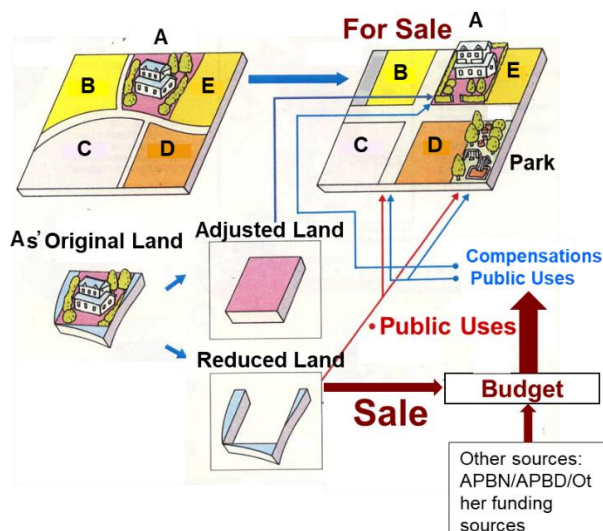 A
B
E
C
D
For Sale
A
B
E
C
D
Park
As' Original Land
Adjusted Land
Compensations
Public Uses
• Public Uses
Reduced Land
Sale
Budget
Other sources:
APBN/APBD/Ot
her funding
sources